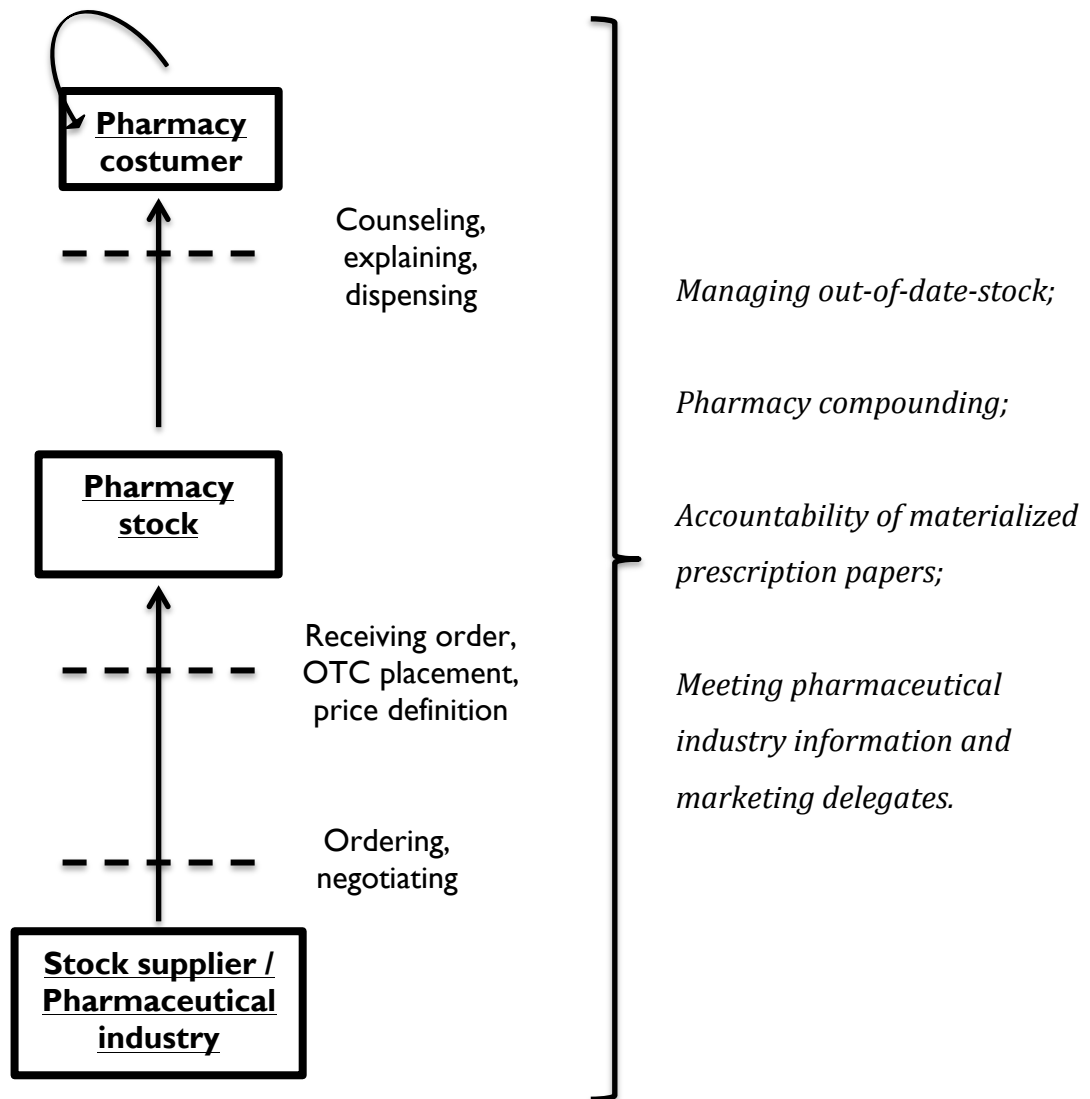 Pharmacy
costumer
Counseling,
explaining,
dispensing
Pharmacy
stock
Receiving order,
OTC placement,
price definition
Ordering,
negotiating
Stock supplier /
Pharmaceutical
industry
Managing out-of-date-stock;
Pharmacy compounding;
Accountability of materialized
prescription papers;
Meeting pharmaceutical
industry information and
marketing delegates.